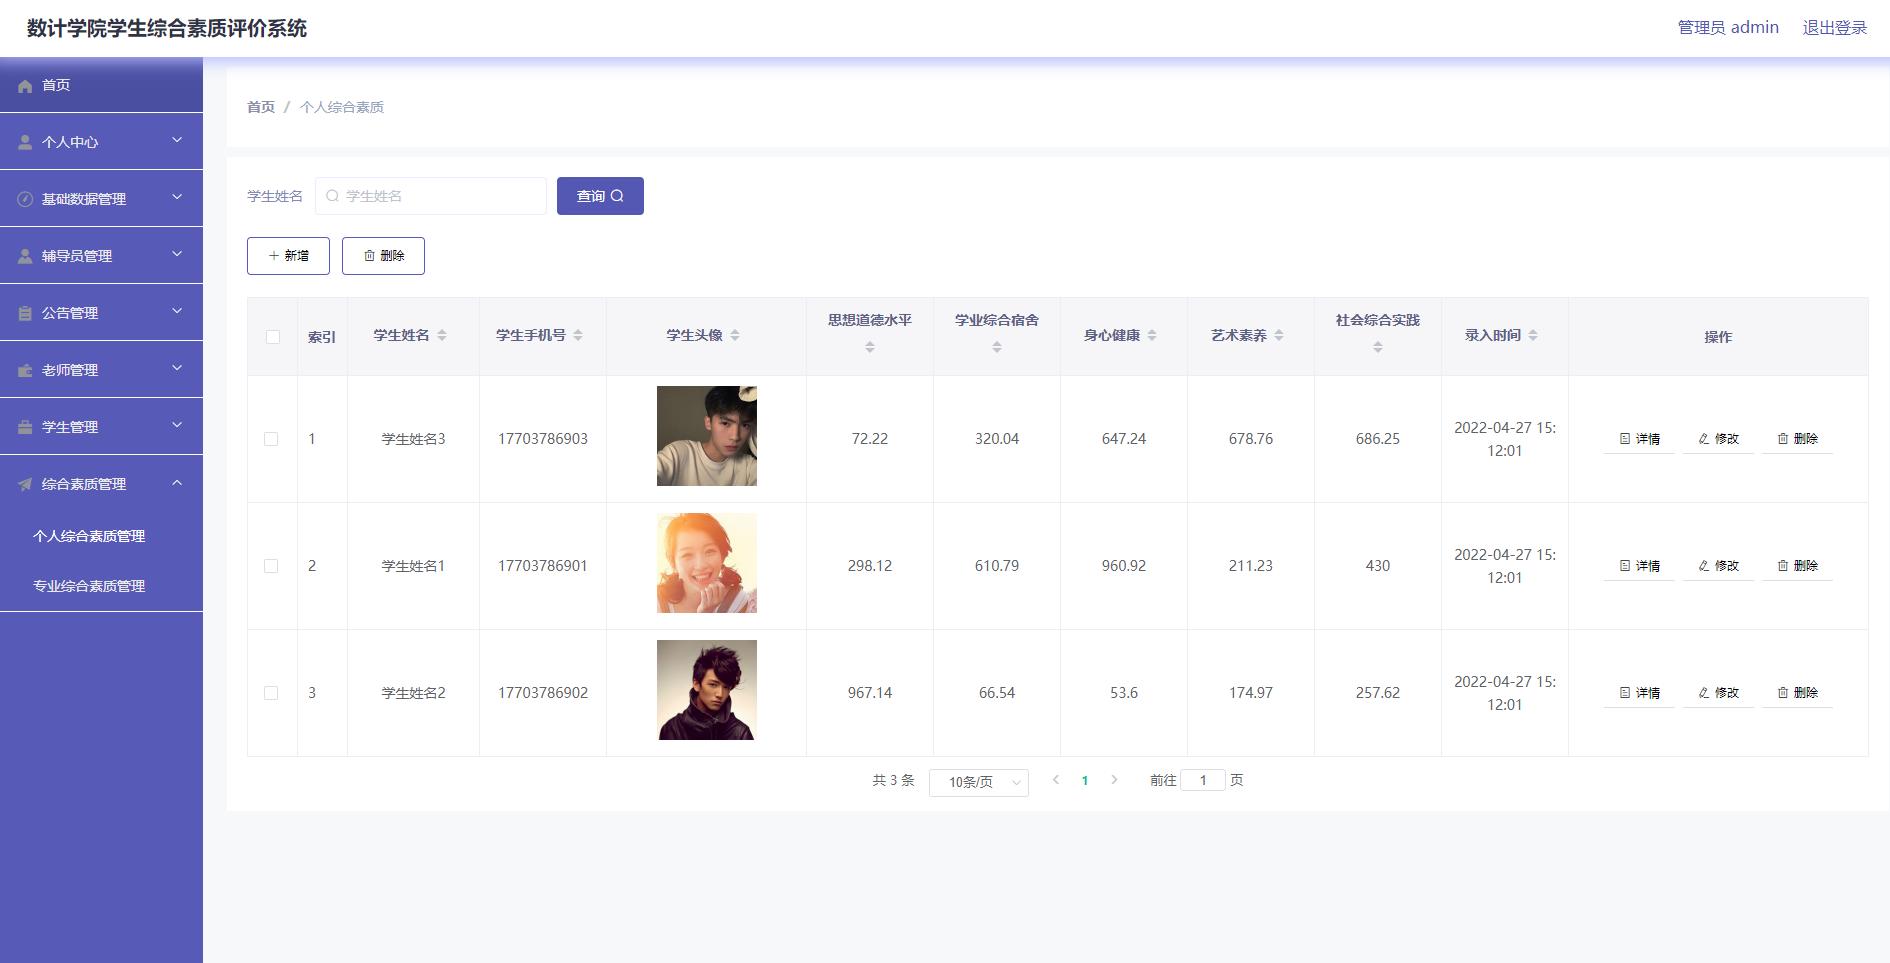 数计学院学生综合素质评价系统
管理员 admin 退出登录
首页
个人中心
基础数据管理
辅导员管理
公告管理
老师管理
学生管理
综合素质管理
个人综合素质管理
专业综合素质管理
首页 / 个人综合素质
学生姓名 学生姓名 查询
新增 删除
索引 学生姓名 学生手机号 学生头像 思想道德水平 学业综合宿舍 身心健康 艺术素养 社会综合实践 录入时间 操作
1 学生姓名3 17703786903 72.22 320.04 647.24 678.76 686.25 2022-04-27 15:
12:01 详情 修改 删除
2 学生姓名1 17703786901 298.12 610.79 960.92 211.23 430 2022-04-27 15:
12:01 详情 修改 删除
3 学生姓名2 17703786902 967.14 66.54 53.6 174.97 257.62 2022-04-27 15:
12:01 详情 修改 删除
共 3 条 10条/页 1 前往 1 页